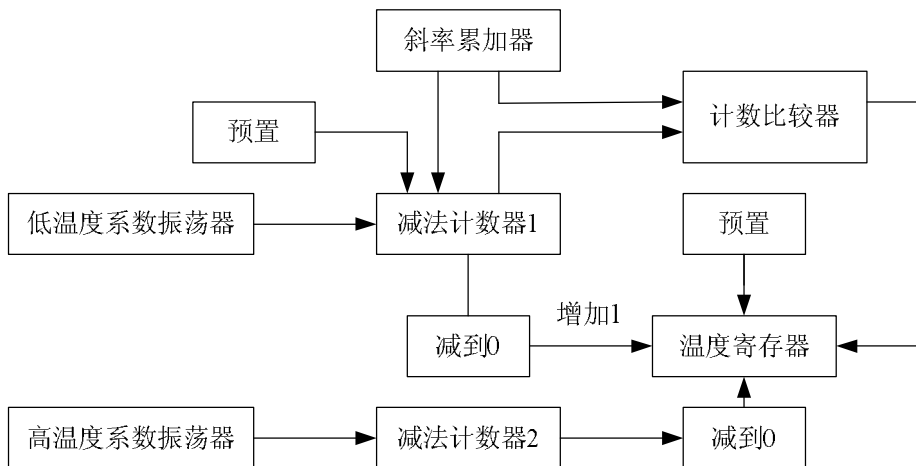 斜率累加器
计数比较器
预置
低温度系数振荡器
减法计数器1
预置
增加1
减到0
温度寄存器
高温度系数振荡器
减法计数器2
减到0